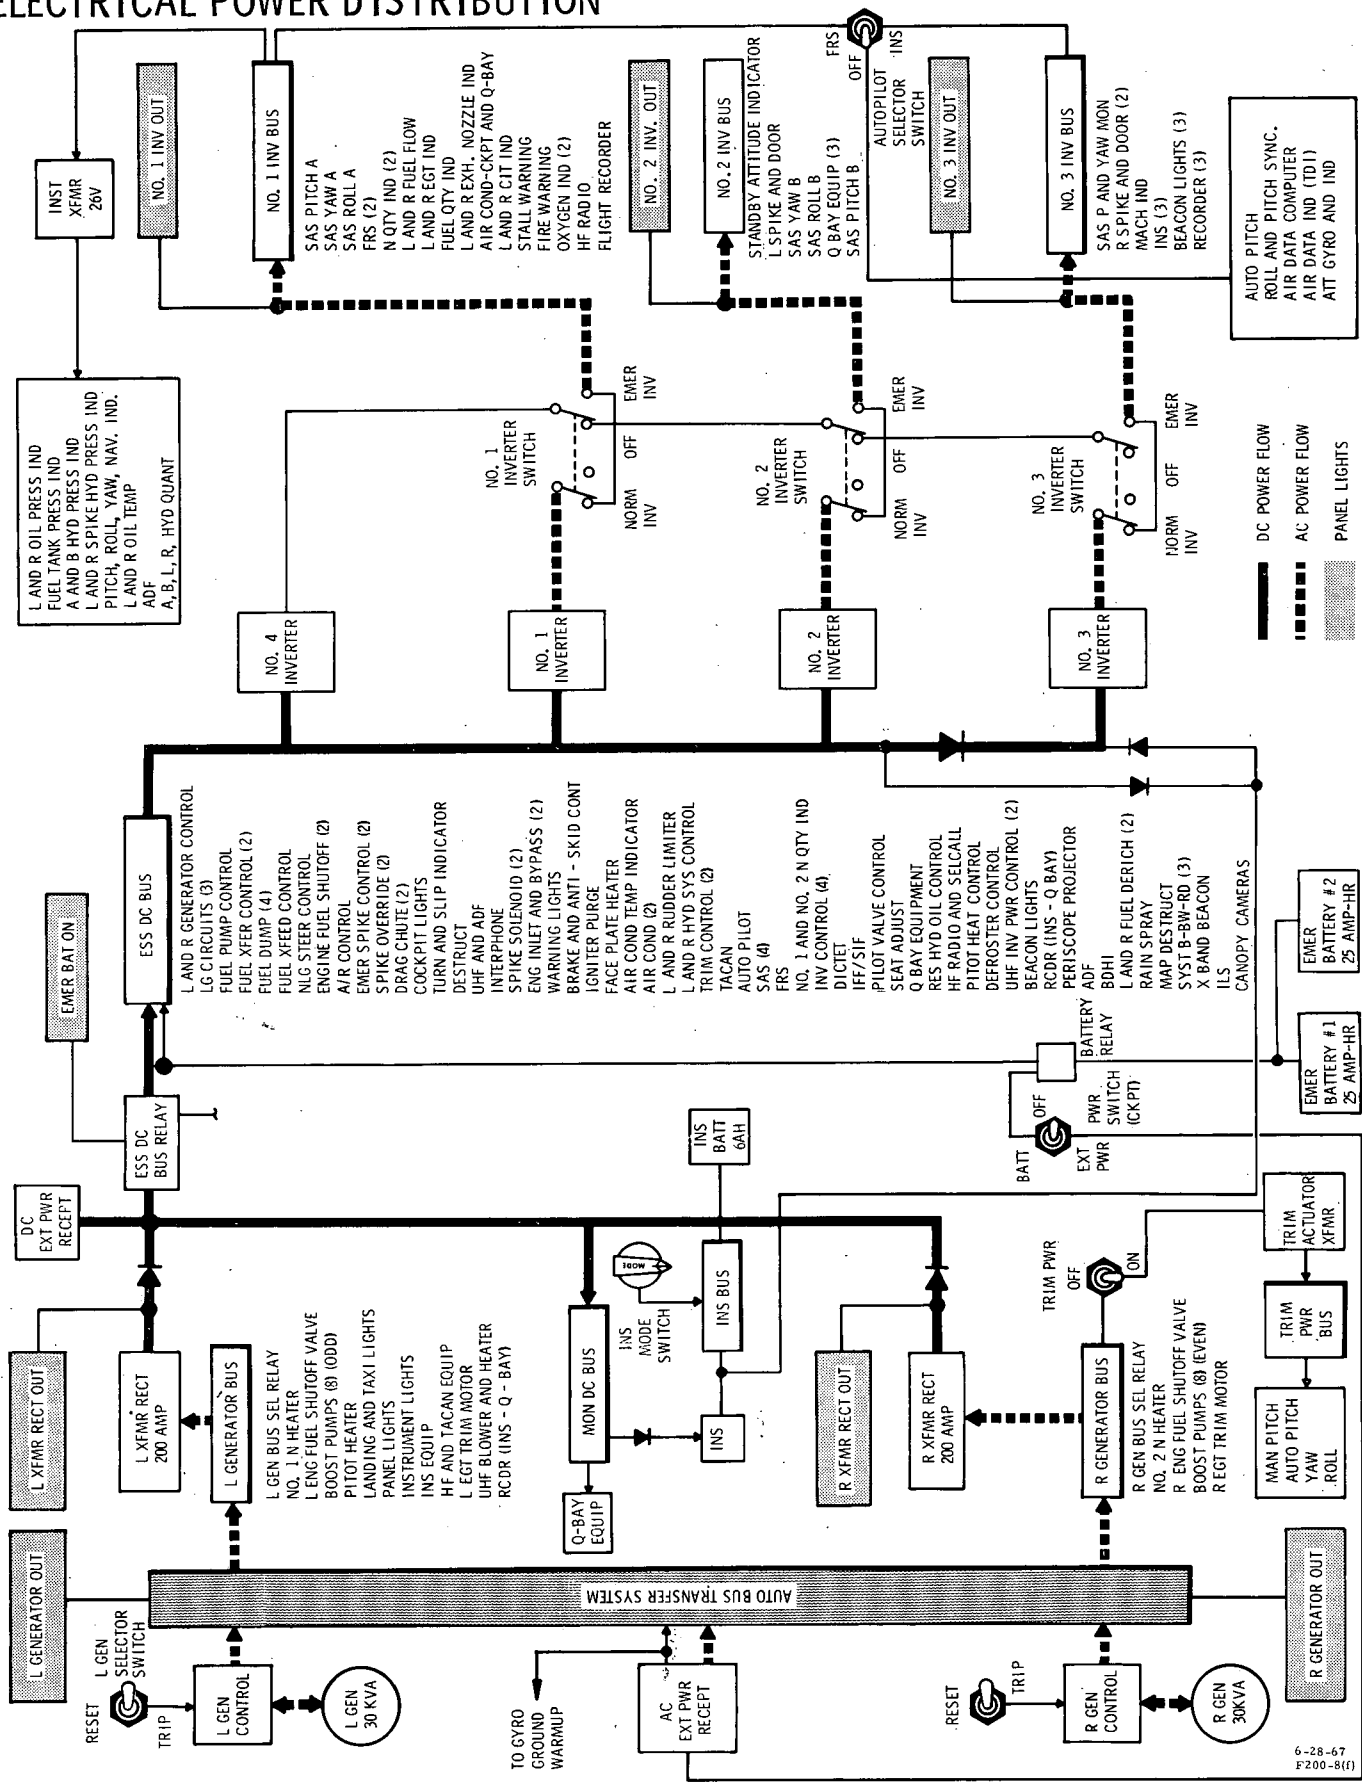 ELECTRICAL POWER DISTRIBUTION
L AND R OIL PRESS IND
FUEL TANK PRESS IND
A AND B HYD PRESS IND
L AND R SPIKE HYD PRESS IND
PITCH, ROLL, YAW, NAV. IND.
L AND R OIL TEMP
ADF
A, B, L, R, HYD QUANT
INST
XFMR
26V
NO. 1 INV OUT
NO. 1 INV BUS
SAS PITCH A
SAS YAW A
SAS ROLL A
FRS (2)
N QTY IND (2)
L AND R FUEL FLOW
L AND R EGT IND
FUEL QTY IND
L AND R EXH. NOZZLE IND
AIR COND-CKPT AND Q-BAY
L AND R CIT IND
STALL WARNING
FIRE WARNING
OXYGEN IND (2)
HF RADIO
FLIGHT RECORDER
NO. 2 INV. OUT
NO. 2 INV BUS
STANDBY ATTITUDE INDICATOR
L SPIKE AND DOOR
SAS YAW B
SAS ROLL B
Q BAY EQUIP (3)
SAS PITCH B
FRS
OFF
INS
AUTOPILOT
SELECTOR
SWITCH
NO. 3 INV OUT
NO. 3 INV BUS
SAS P AND YAW MON
R SPIKE AND DOOR (2)
MACH IND
INS (3)
BEACON LIGHTS (3)
RECORDER (3)
AUTO PITCH
ROLL AND PITCH SYNC.
AIR DATA COMPUTER
AIR DATA IND (TDI)
ATT GYRO AND IND
NO. 4
INVERTER
NO. 1
INVERTER
NO. 2
INVERTER
NO. 3
INVERTER
NO. 1
INVERTER
SWITCH
NORM
INV
OFF
EMER
INV
NO. 2
INVERTER
SWITCH
NORM
INV
OFF
EMER
INV
NO. 3
INVERTER
SWITCH
NORM
INV
OFF
EMER
INV
DC POWER FLOW
AC POWER FLOW
PANEL LIGHTS
EMER BAT ON
ESS DC BUS
L AND R GENERATOR CONTROL
LG CIRCUITS (3)
FUEL PUMP CONTROL
FUEL XFER CONTROL (2)
FUEL DUMP (4)
FUEL XFEED CONTROL
NLG STEER CONTROL
ENGINE FUEL SHUTOFF (2)
A/R CONTROL
EMER SPIKE CONTROL (2)
SPIKE OVERRIDE (2)
DRAG CHUTE (2)
COCKPIT LIGHTS
TURN AND SLIP INDICATOR
DESTRUCT
UHF AND ADF
INTERPHONE
SPIKE SOLENOID (2)
ENG INLET AND BYPASS (2)
WARNING LIGHTS
BRAKE AND ANTI - SKID CONT
IGNITER PURGE
FACE PLATE HEATER
AIR COND TEMP INDICATOR
AIR COND (2)
L AND R RUDDER LIMITER
L AND R HYD SYS CONTROL
TRIM CONTROL (2)
TACAN
AUTO PILOT
SAS (4)
FRS
NO. 1 AND NO. 2 N QTY IND
INV CONTROL (4)
DICTET
IFF/SIF
PILOT VALVE CONTROL
SEAT ADJUST
Q BAY EQUIPMENT
RES HYD OIL CONTROL
HF RADIO AND SELCALL
PITOT HEAT CONTROL
DEFROSTER CONTROL
UHF INV PWR CONTROL (2)
BEACON LIGHTS
RCDR (INS - Q BAY)
PERISCOPE PROJECTOR
ADF
BDHI
L AND R FUEL DERICH (2)
RAIN SPRAY
MAP DESTRUCT
SYST B-BW-RD (3)
X BAND BEACON
ILS
CANOPY CAMERAS
ESS DC
BUS RELAY
DC
EXT PWR
RECEPT
BATTERY
RELAY
BATT
OFF
EXT
PWR
PWR
SWITCH
(CKPT)
EMER
BATTERY #1
25 AMP-HR
EMER
BATTERY #2
25 AMP-HR
INS
BATT
6AH
INS BUS
MODE
INS
MODE
SWITCH
MON DC BUS
INS
Q-BAY
EQUIP
L XFMR RECT OUT
L XFMR RECT
200 AMP
L GENERATOR BUS
L GEN BUS SEL RELAY
NO. 1 N HEATER
L ENG FUEL SHUTOFF VALVE
BOOST PUMPS (8) (ODD)
PITOT HEATER
LANDING AND TAXI LIGHTS
PANEL LIGHTS
INSTRUMENT LIGHTS
INS EQUIP
HF AND TACAN EQUIP
L EGT TRIM MOTOR
UHF BLOWER AND HEATER
RCDR (INS - Q - BAY)
R XFMR RECT OUT
R XFMR RECT
200 AMP
R GENERATOR BUS
R GEN BUS SEL RELAY
NO. 2 N HEATER
R ENG FUEL SHUTOFF VALVE
BOOST PUMPS (8) (EVEN)
R EGT TRIM MOTOR
TRIM PWR
OFF
ON
TRIM
ACTUATOR
XFMR
TRIM
PWR
BUS
MAN PITCH
AUTO PITCH
YAW
ROLL
L GENERATOR OUT
AUTO BUS TRANSFER SYSTEM
R GENERATOR OUT
L GEN
SELECTOR
SWITCH
RESET
TRIP
L GEN
CONTROL
L GEN
30 KVA
TO GYRO
GROUND
WARMUP
AC
EXT PWR
RECEPT
RESET
TRIP
R GEN
CONTROL
R GEN
30KVA
6-28-67
F200-8(f)